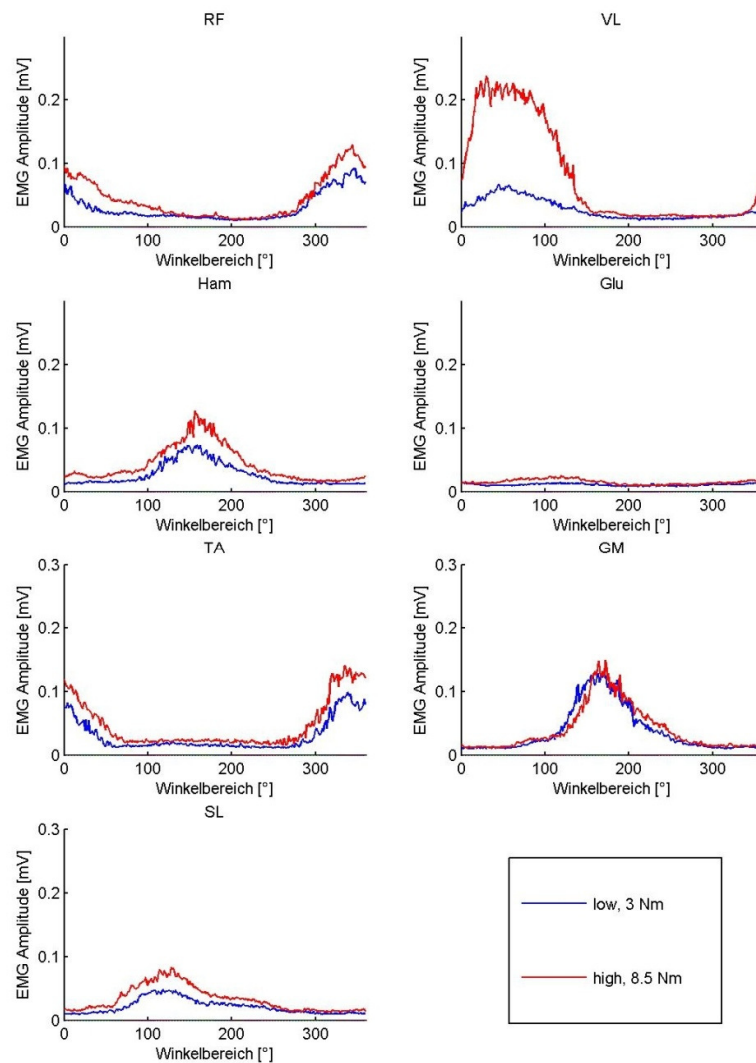 RF
EMG Amplitude [mV]
0.2
0.1
0
0 100 200 300
Winkelbereich [°]
VL
EMG Amplitude [mV]
0.2
0.1
0
0 100 200 300
Winkelbereich [°]
Ham
EMG Amplitude [mV]
0.2
0.1
0
0 100 200 300
Winkelbereich [°]
Glu
EMG Amplitude [mV]
0.2
0.1
0
0 100 200 300
Winkelbereich [°]
TA
EMG Amplitude [mV]
0.3
0.2
0.1
0
0 100 200 300
Winkelbereich [°]
GM
EMG Amplitude [mV]
0.3
0.2
0.1
0
0 100 200 300
Winkelbereich [°]
SL
EMG Amplitude [mV]
0.3
0.2
0.1
0
0 100 200 300
Winkelbereich [°]
low, 3 Nm
high, 8.5 Nm